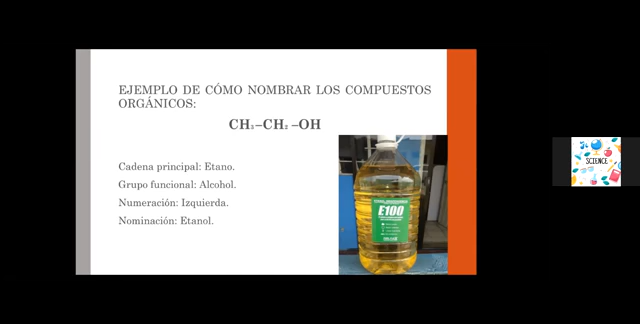 EJEMPLO DE CÓMO NOMBRAR LOS COMPUESTOS
ORGÁNICOS:
CH₃–CH₂ –OH
Cadena principal: Etano.
Grupo funcional: Alcohol.
Numeración: Izquierda.
Nominación: Etanol.
E100
SCIENCE